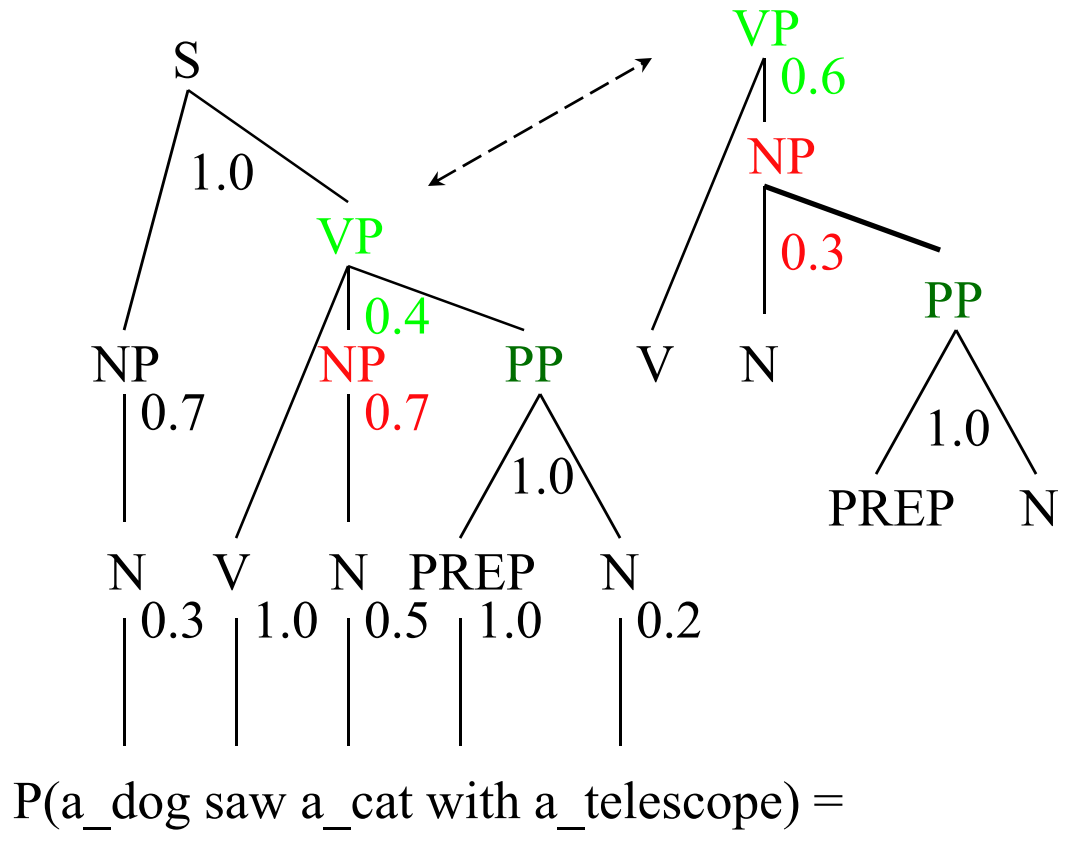 VP
S
0.6
NP
1.0
VP
0.3
PP
0.4
NP NP PP V N
0.7 0.7 1.0
1.0
PREP N
N V N PREP N
0.3 1.0 0.5 1.0 0.2
P(a_dog saw a_cat with a_telescope) =